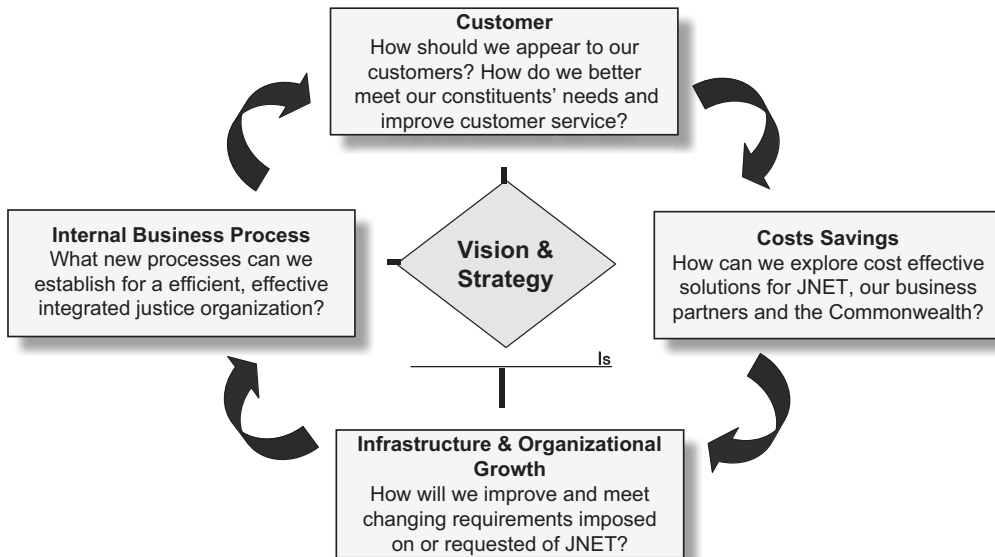 Customer
How should we appear to our
customers? How do we better
meet our constituents’ needs and
improve customer service?
Internal Business Process
What new processes can we
establish for a efficient, effective
integrated justice organization?
Vision &
Strategy
Costs Savings
How can we explore cost effective
solutions for JNET, our business
partners and the Commonwealth?
ls
Infrastructure & Organizational
Growth
How will we improve and meet
changing requirements imposed
on or requested of JNET?